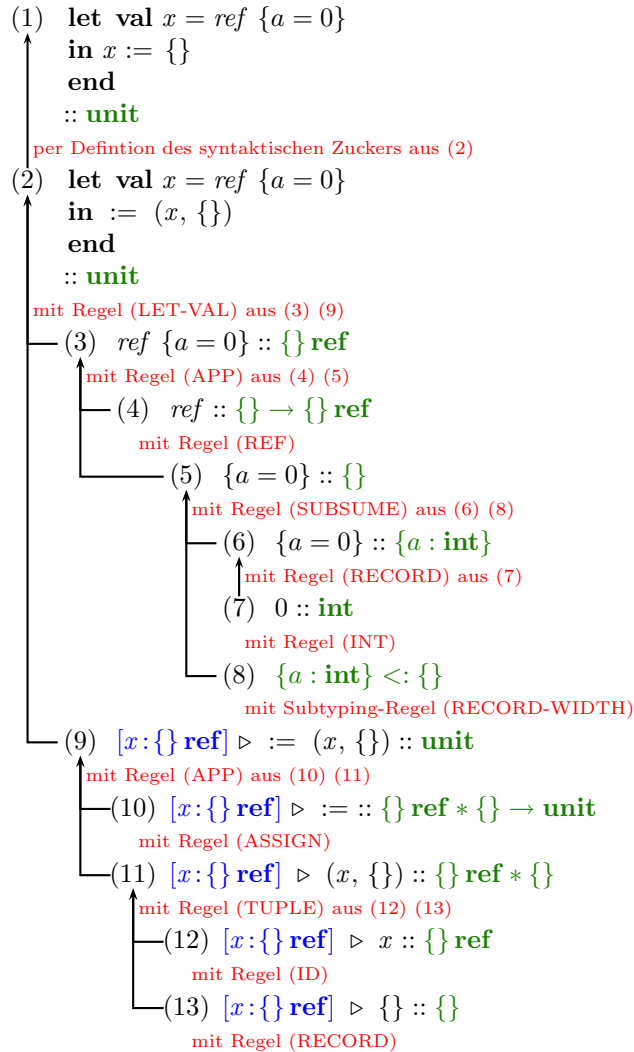 (1) let val x = ref {a = 0}
in x := {}
end
:: unit
per Defintion des syntaktischen Zuckers aus (2)
(2) let val x = ref {a = 0}
in := (x, {})
end
:: unit
mit Regel (LET-VAL) aus (3) (9)
(3) ref {a = 0} :: {} ref
mit Regel (APP) aus (4) (5)
(4) ref :: {} → {} ref
mit Regel (REF)
(5) {a = 0} :: {}
mit Regel (SUBSUME) aus (6) (8)
(6) {a = 0} :: {a : int}
mit Regel (RECORD) aus (7)
(7) 0 :: int
mit Regel (INT)
(8) {a : int} <: {}
mit Subtyping-Regel (RECORD-WIDTH)
(9) [x:{} ref] ▹ := (x, {}) :: unit
mit Regel (APP) aus (10) (11)
(10) [x:{} ref] ▹ := :: {} ref ∗ {} → unit
mit Regel (ASSIGN)
(11) [x:{} ref] ▹ (x, {}) :: {} ref ∗ {}
mit Regel (TUPLE) aus (12) (13)
(12) [x:{} ref] ▹ x :: {} ref
mit Regel (ID)
(13) [x:{} ref] ▹ {} :: {}
mit Regel (RECORD)